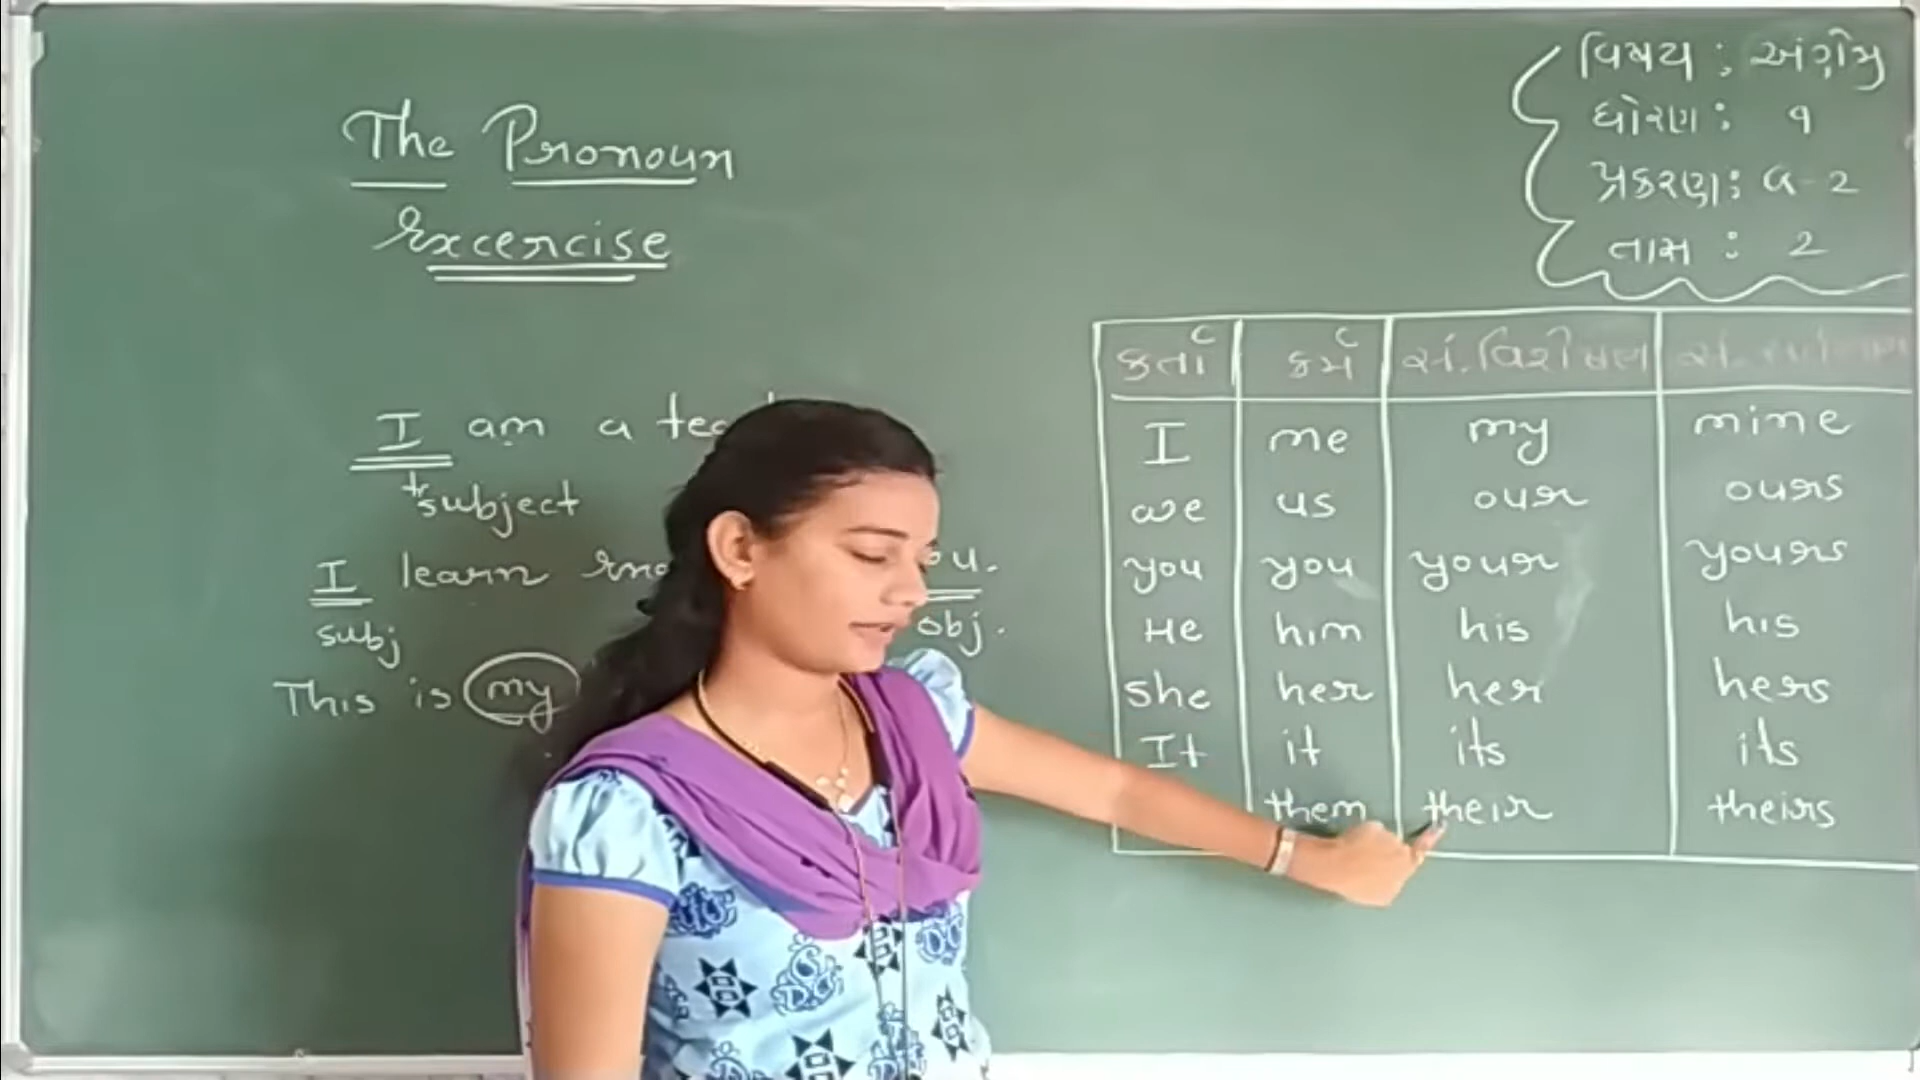 The Pronoun
Excercise
વિષય : અંગ્રેજી
ધોરણ : ૧
પ્રકરણ : G-2
તાસ : 2
I am a
subject
I learn
subj
obj.
This is my
કર્તા કર્મ સં. વિશેષણ
I me my mine
we us our ours
you you your yours
He him his his
she her her hers
It it its its
them their theirs